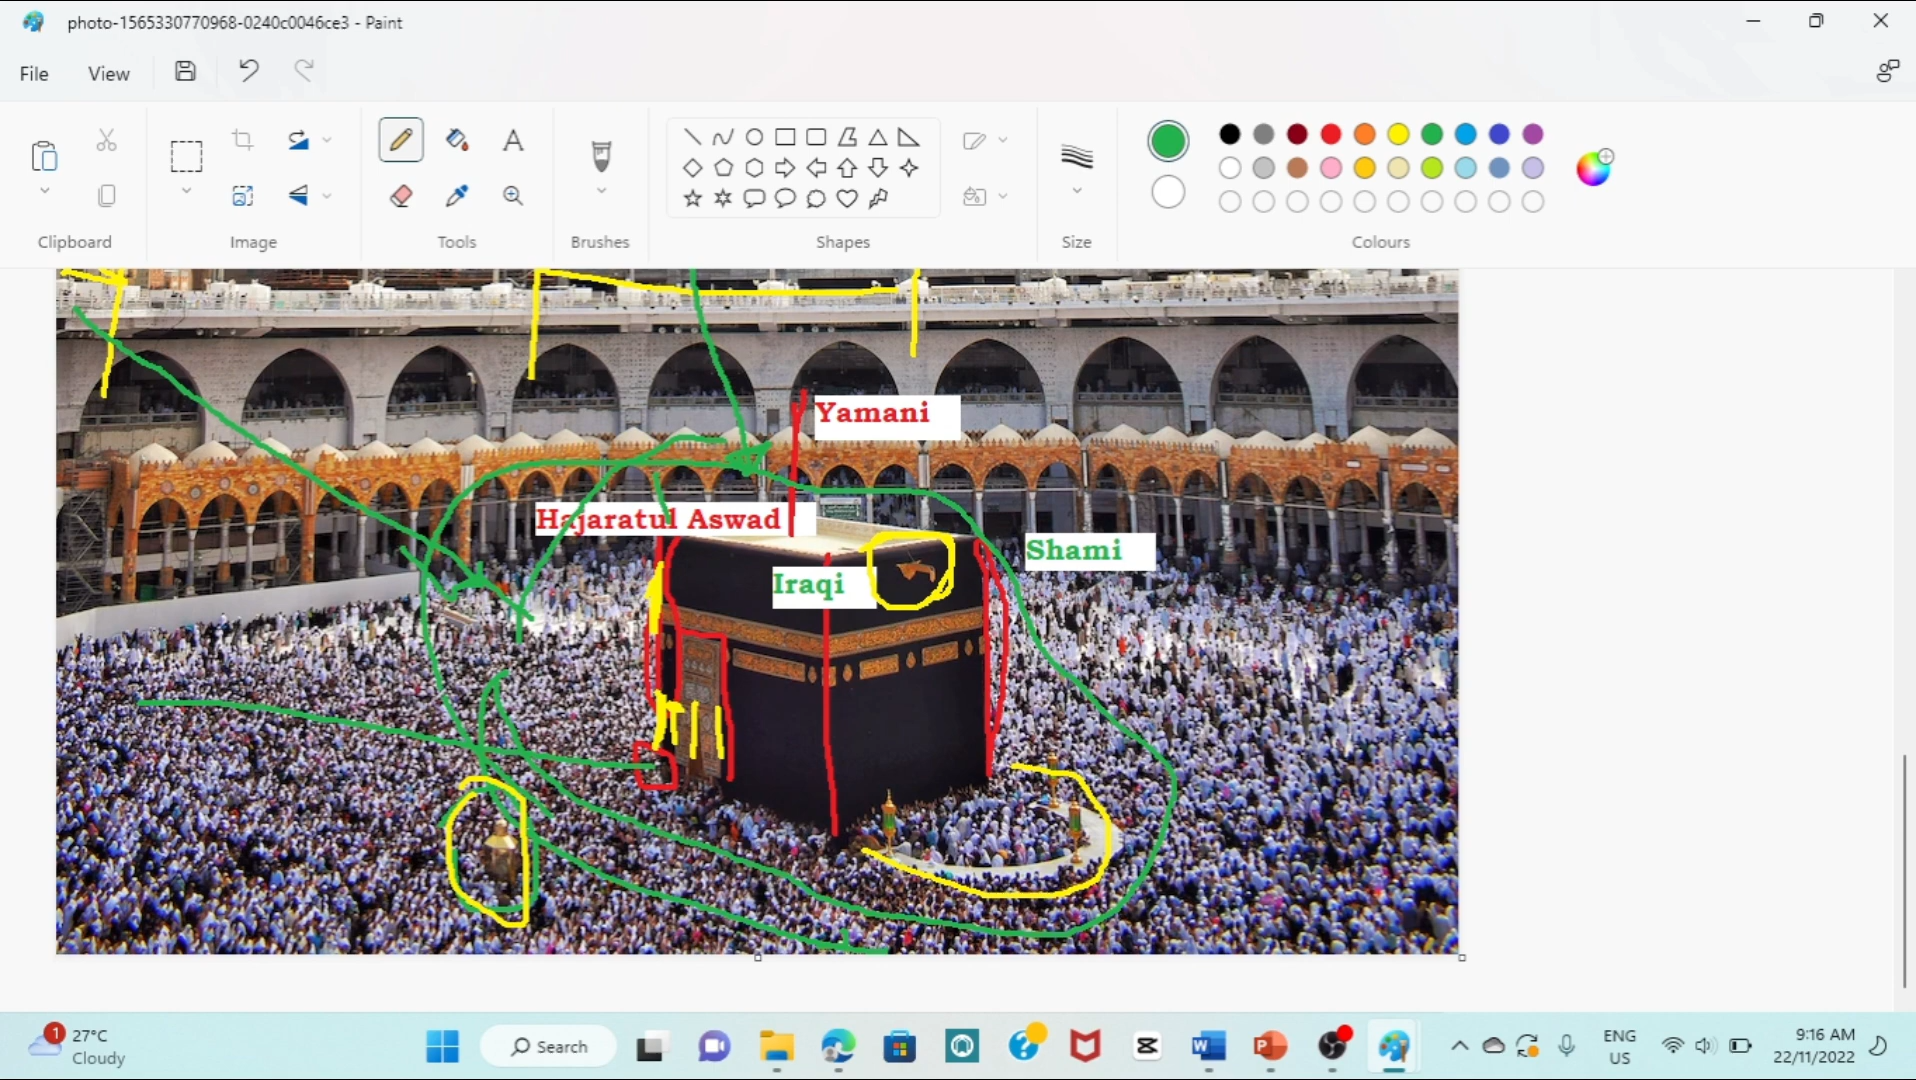 photo-1565330770968-0240c0046ce3 - Paint
File
View
Clipboard
Image
Tools
Brushes
Shapes
Size
Colours
Yamani
Hajaratul Aswad
Shami
Iraqi
1
27°C
Cloudy
Search
ENG
US
9:16 AM
22/11/2022